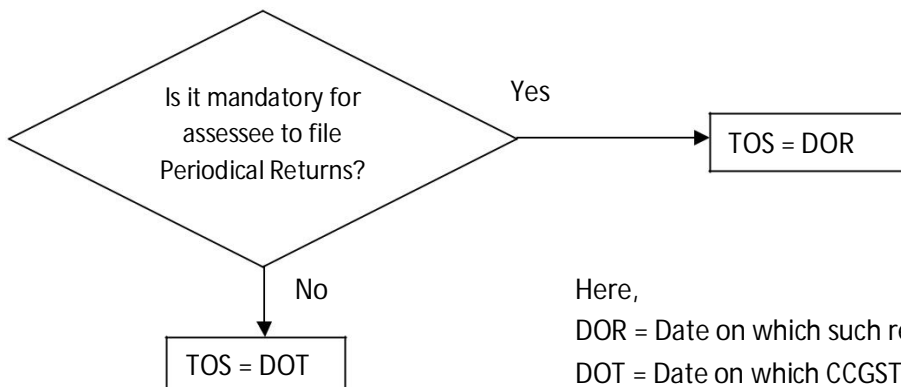 Is it mandatory for
assessee to file
Periodical Returns?
Yes
TOS = DOR
No
TOS = DOT
Here,
DOR = Date on which such
DOT = Date on which CCGST